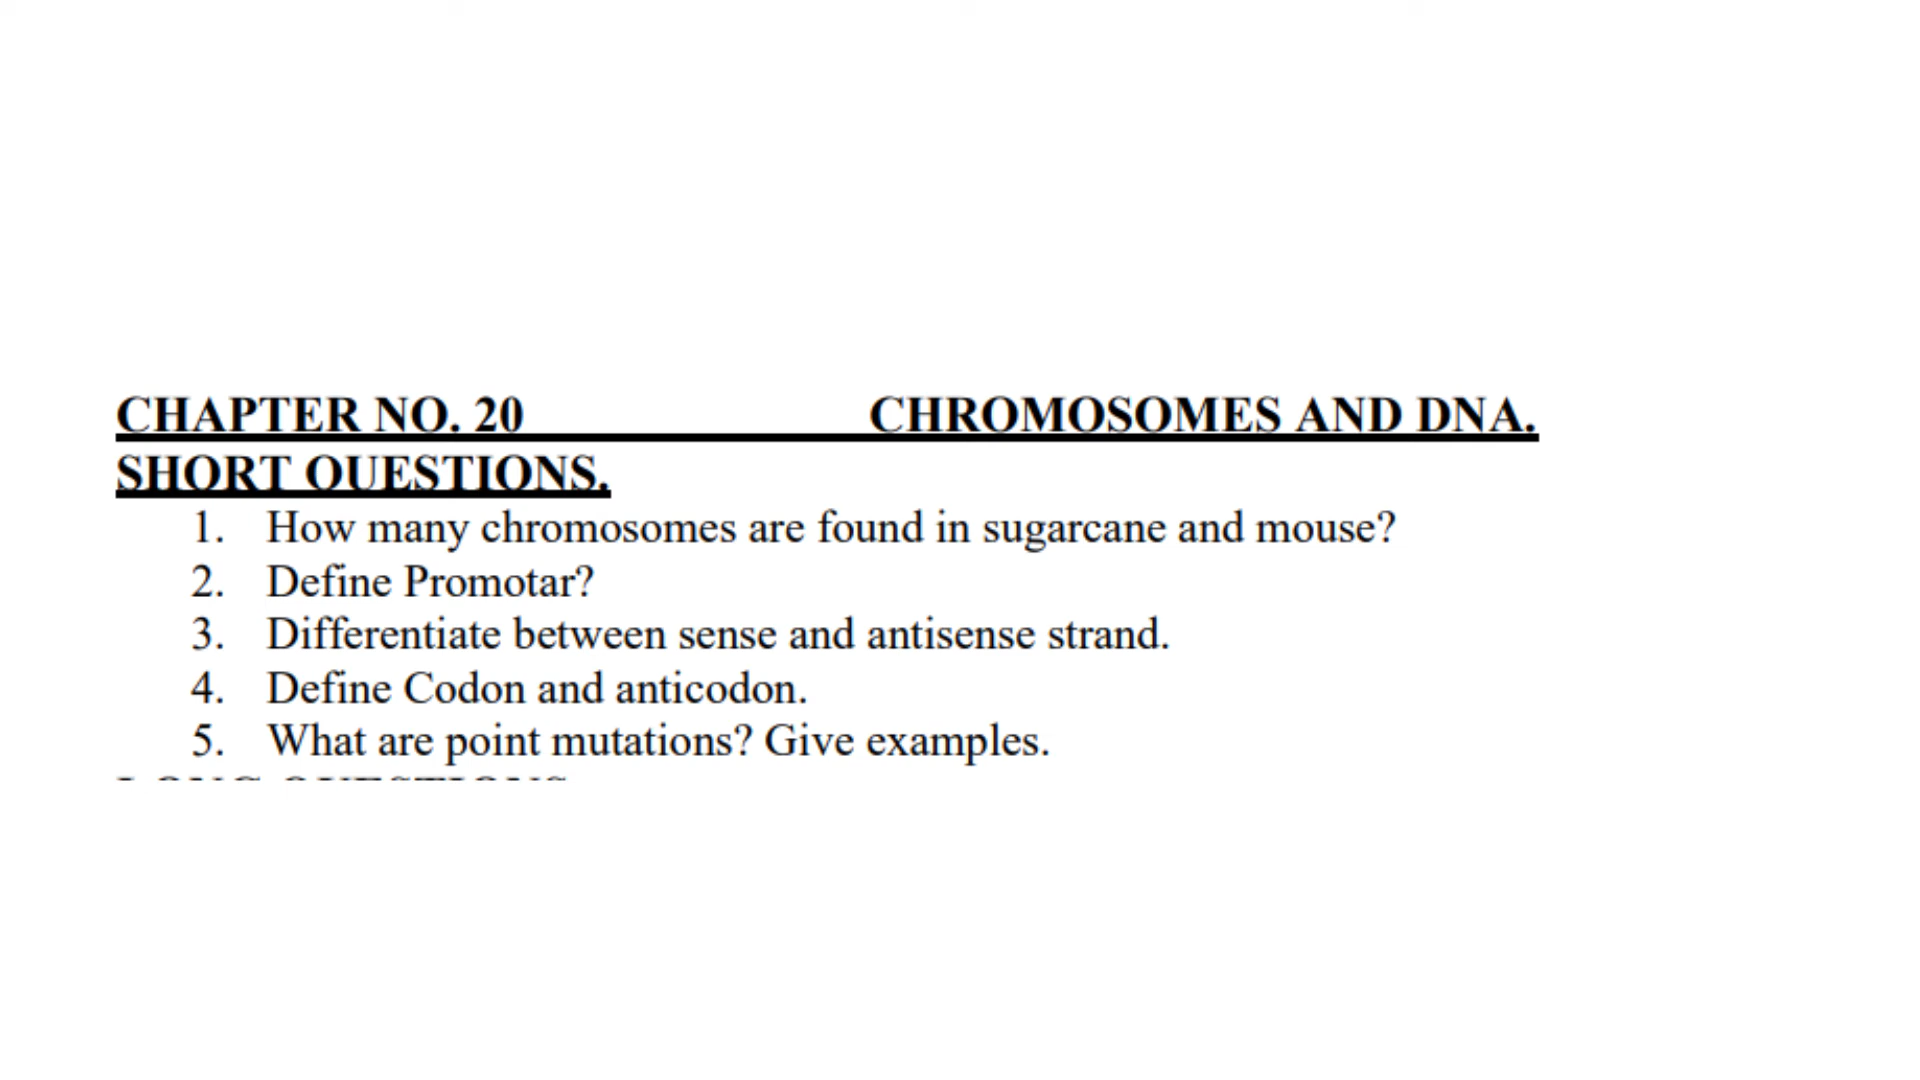 CHAPTER NO. 20 CHROMOSOMES AND DNA.
SHORT QUESTIONS.
1. How many chromosomes are found in sugarcane and mouse?
2. Define Promotar?
3. Differentiate between sense and antisense strand.
4. Define Codon and anticodon.
5. What are point mutations? Give examples.